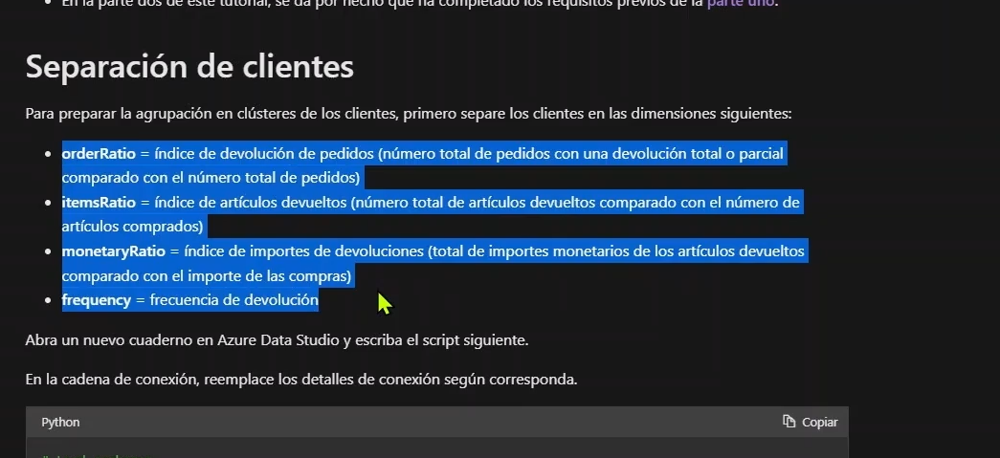 En la parte dos de este tutorial, se da por hecho que ha completado los requisitos previos de la parte uno.
Separación de clientes
Para preparar la agrupación en clústeres de los clientes, primero separe los clientes en las dimensiones siguientes:
orderRatio = índice de devolución de pedidos (número total de pedidos con una devolución total o parcial
comparado con el número total de pedidos)
itemsRatio = índice de artículos devueltos (número total de artículos devueltos comparado con el número de
artículos comprados)
monetaryRatio = índice de importes de devoluciones (total de importes monetarios de los artículos devueltos
comparado con el importe de las compras)
frequency = frecuencia de devolución
Abra un nuevo cuaderno en Azure Data Studio y escriba el script siguiente.
En la cadena de conexión, reemplace los detalles de conexión según corresponda.
Python
Copiar